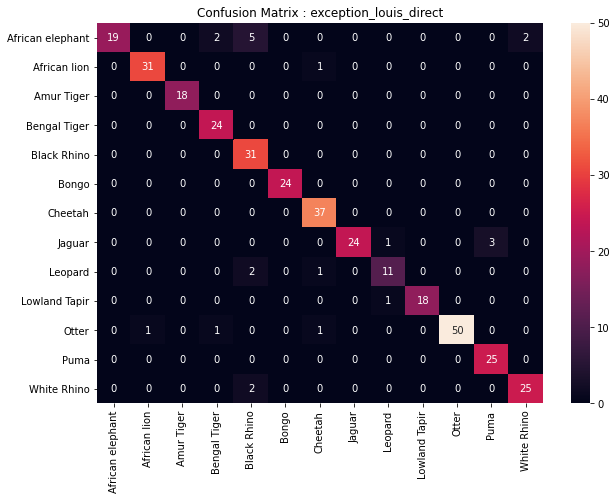 Confusion Matrix : exception_louis_direct
African elephant 19 0 0 2 5 0 0 0 0 0 0 0 2
African lion 0 31 0 0 0 0 1 0 0 0 0 0 0
Amur Tiger 0 0 18 0 0 0 0 0 0 0 0 0 0
Bengal Tiger 0 0 0 24 0 0 0 0 0 0 0 0 0
Black Rhino 0 0 0 0 31 0 0 0 0 0 0 0 0
Bongo 0 0 0 0 0 24 0 0 0 0 0 0 0
Cheetah 0 0 0 0 0 0 37 0 0 0 0 0 0
Jaguar 0 0 0 0 0 0 0 24 1 0 0 3 0
Leopard 0 0 0 0 2 0 1 0 11 0 0 0 0
Lowland Tapir 0 0 0 0 0 0 0 0 1 18 0 0 0
Otter 0 1 0 1 0 0 1 0 0 0 50 0 0
Puma 0 0 0 0 0 0 0 0 0 0 0 25 0
White Rhino 0 0 0 0 2 0 0 0 0 0 0 0 25
African elephant
African lion
Amur Tiger
Bengal Tiger
Black Rhino
Bongo
Cheetah
Jaguar
Leopard
Lowland Tapir
Otter
Puma
White Rhino
50
40
30
20
10
0